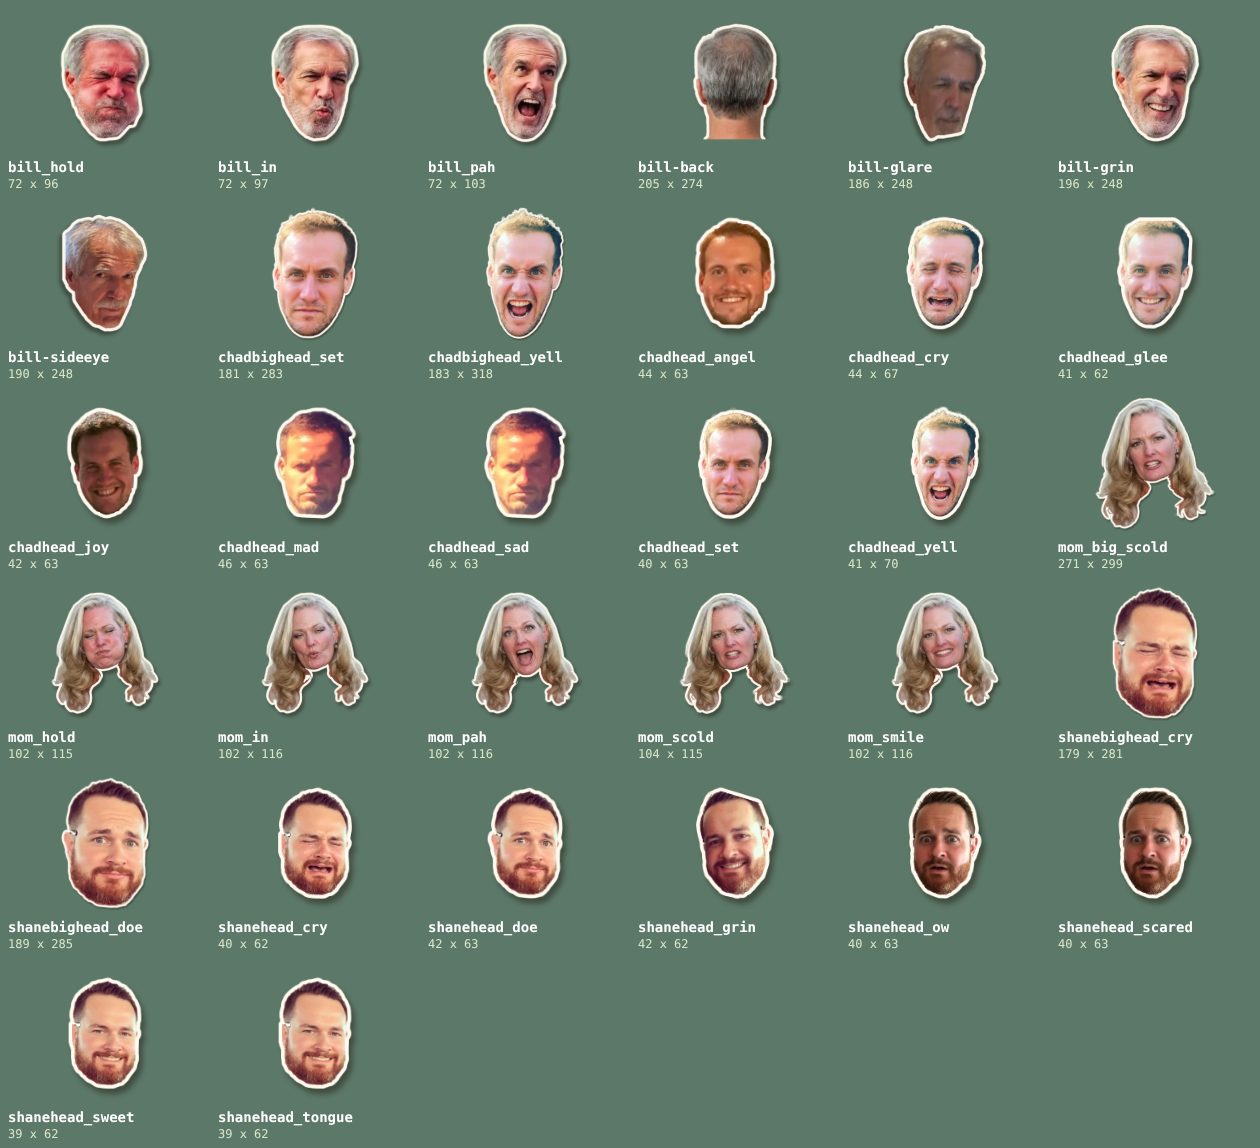 bill_hold
72 x 96
bill_in
72 x 97
bill_pah
72 x 103
bill-back
205 x 274
bill-glare
186 x 248
bill-grin
196 x 248
bill-sideeye
190 x 248
chadbighead_set
181 x 283
chadbighead_yell
183 x 318
chadhead_angel
44 x 63
chadhead_cry
44 x 67
chadhead_glee
41 x 62
chadhead_joy
42 x 63
chadhead_mad
46 x 63
chadhead_sad
46 x 63
chadhead_set
40 x 63
chadhead_yell
41 x 70
mom_big_scold
271 x 299
mom_hold
102 x 115
mom_in
102 x 116
mom_pah
102 x 116
mom_scold
104 x 115
mom_smile
102 x 116
shanebighead_cry
179 x 281
shanebighead_doe
189 x 285
shanehead_cry
40 x 62
shanehead_doe
42 x 63
shanehead_grin
42 x 62
shanehead_ow
40 x 63
shanehead_scared
40 x 63
shanehead_sweet
39 x 62
shanehead_tongue
39 x 62